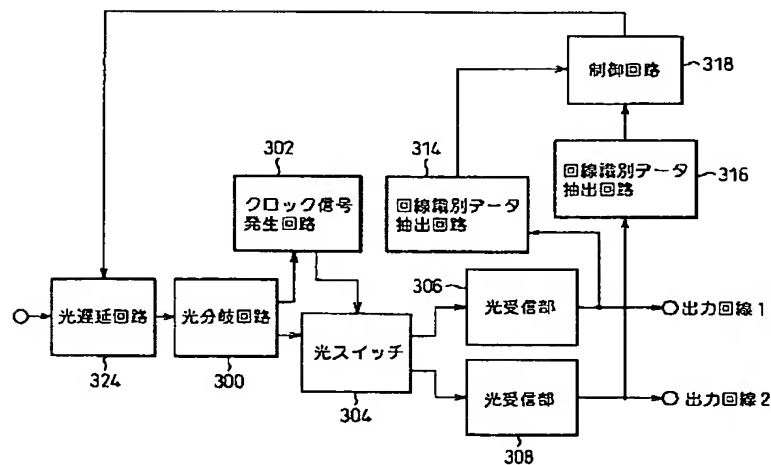 制御回路
318
302
314
クロック信号
発生回路
回線識別データ
抽出回路
回線識別データ
抽出回路
316
306
光遅延回路
324
光分岐回路
300
光スイッチ
304
光受信部
出力回線1
光受信部
308
出力回線2